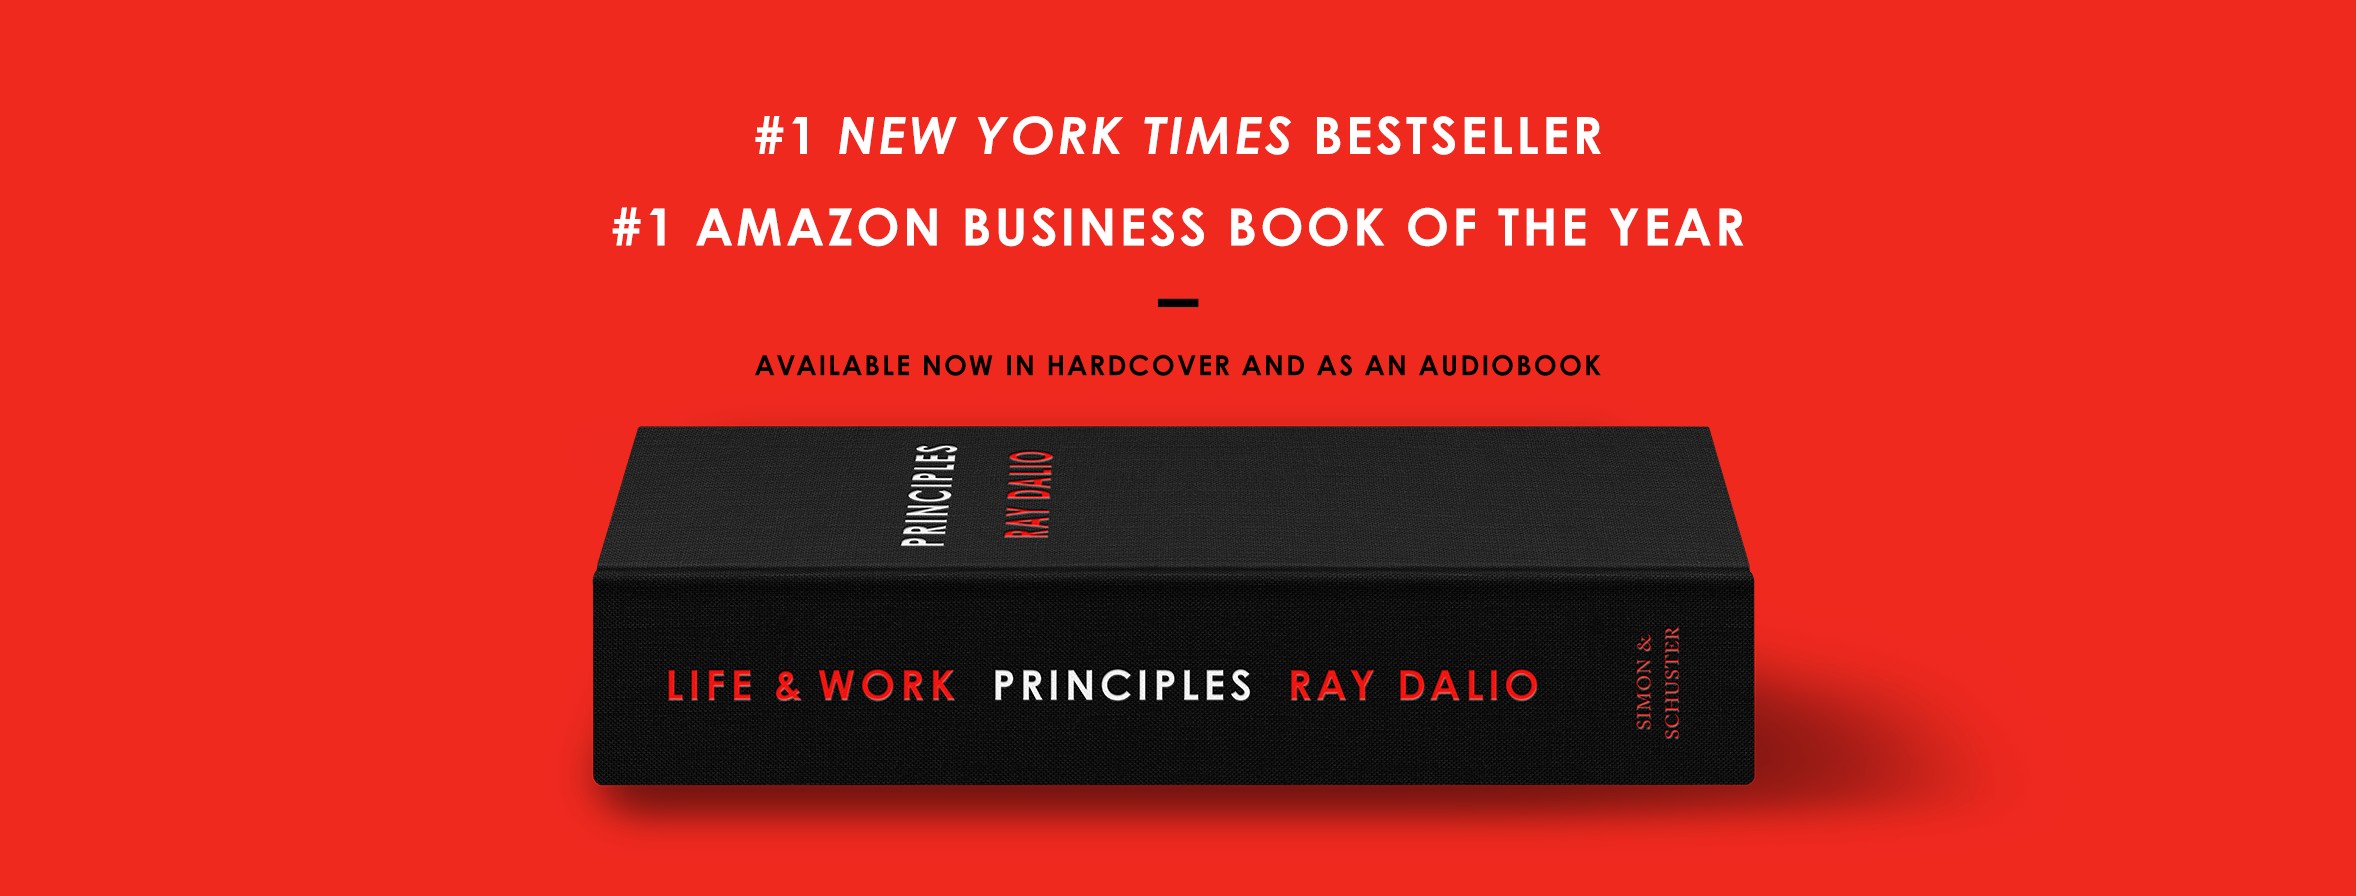 #1 NEW YORK TIMES BESTSELLER
#1 AMAZON BUSINESS BOOK OF THE YEAR
AVAILABLE NOW IN HARDCOVER AND AS AN AUDIOBOOK
PRINCIPLES
RAY DALIO
LIFE & WORK PRINCIPLES RAY DALIO
SIMON &
SCHUSTER